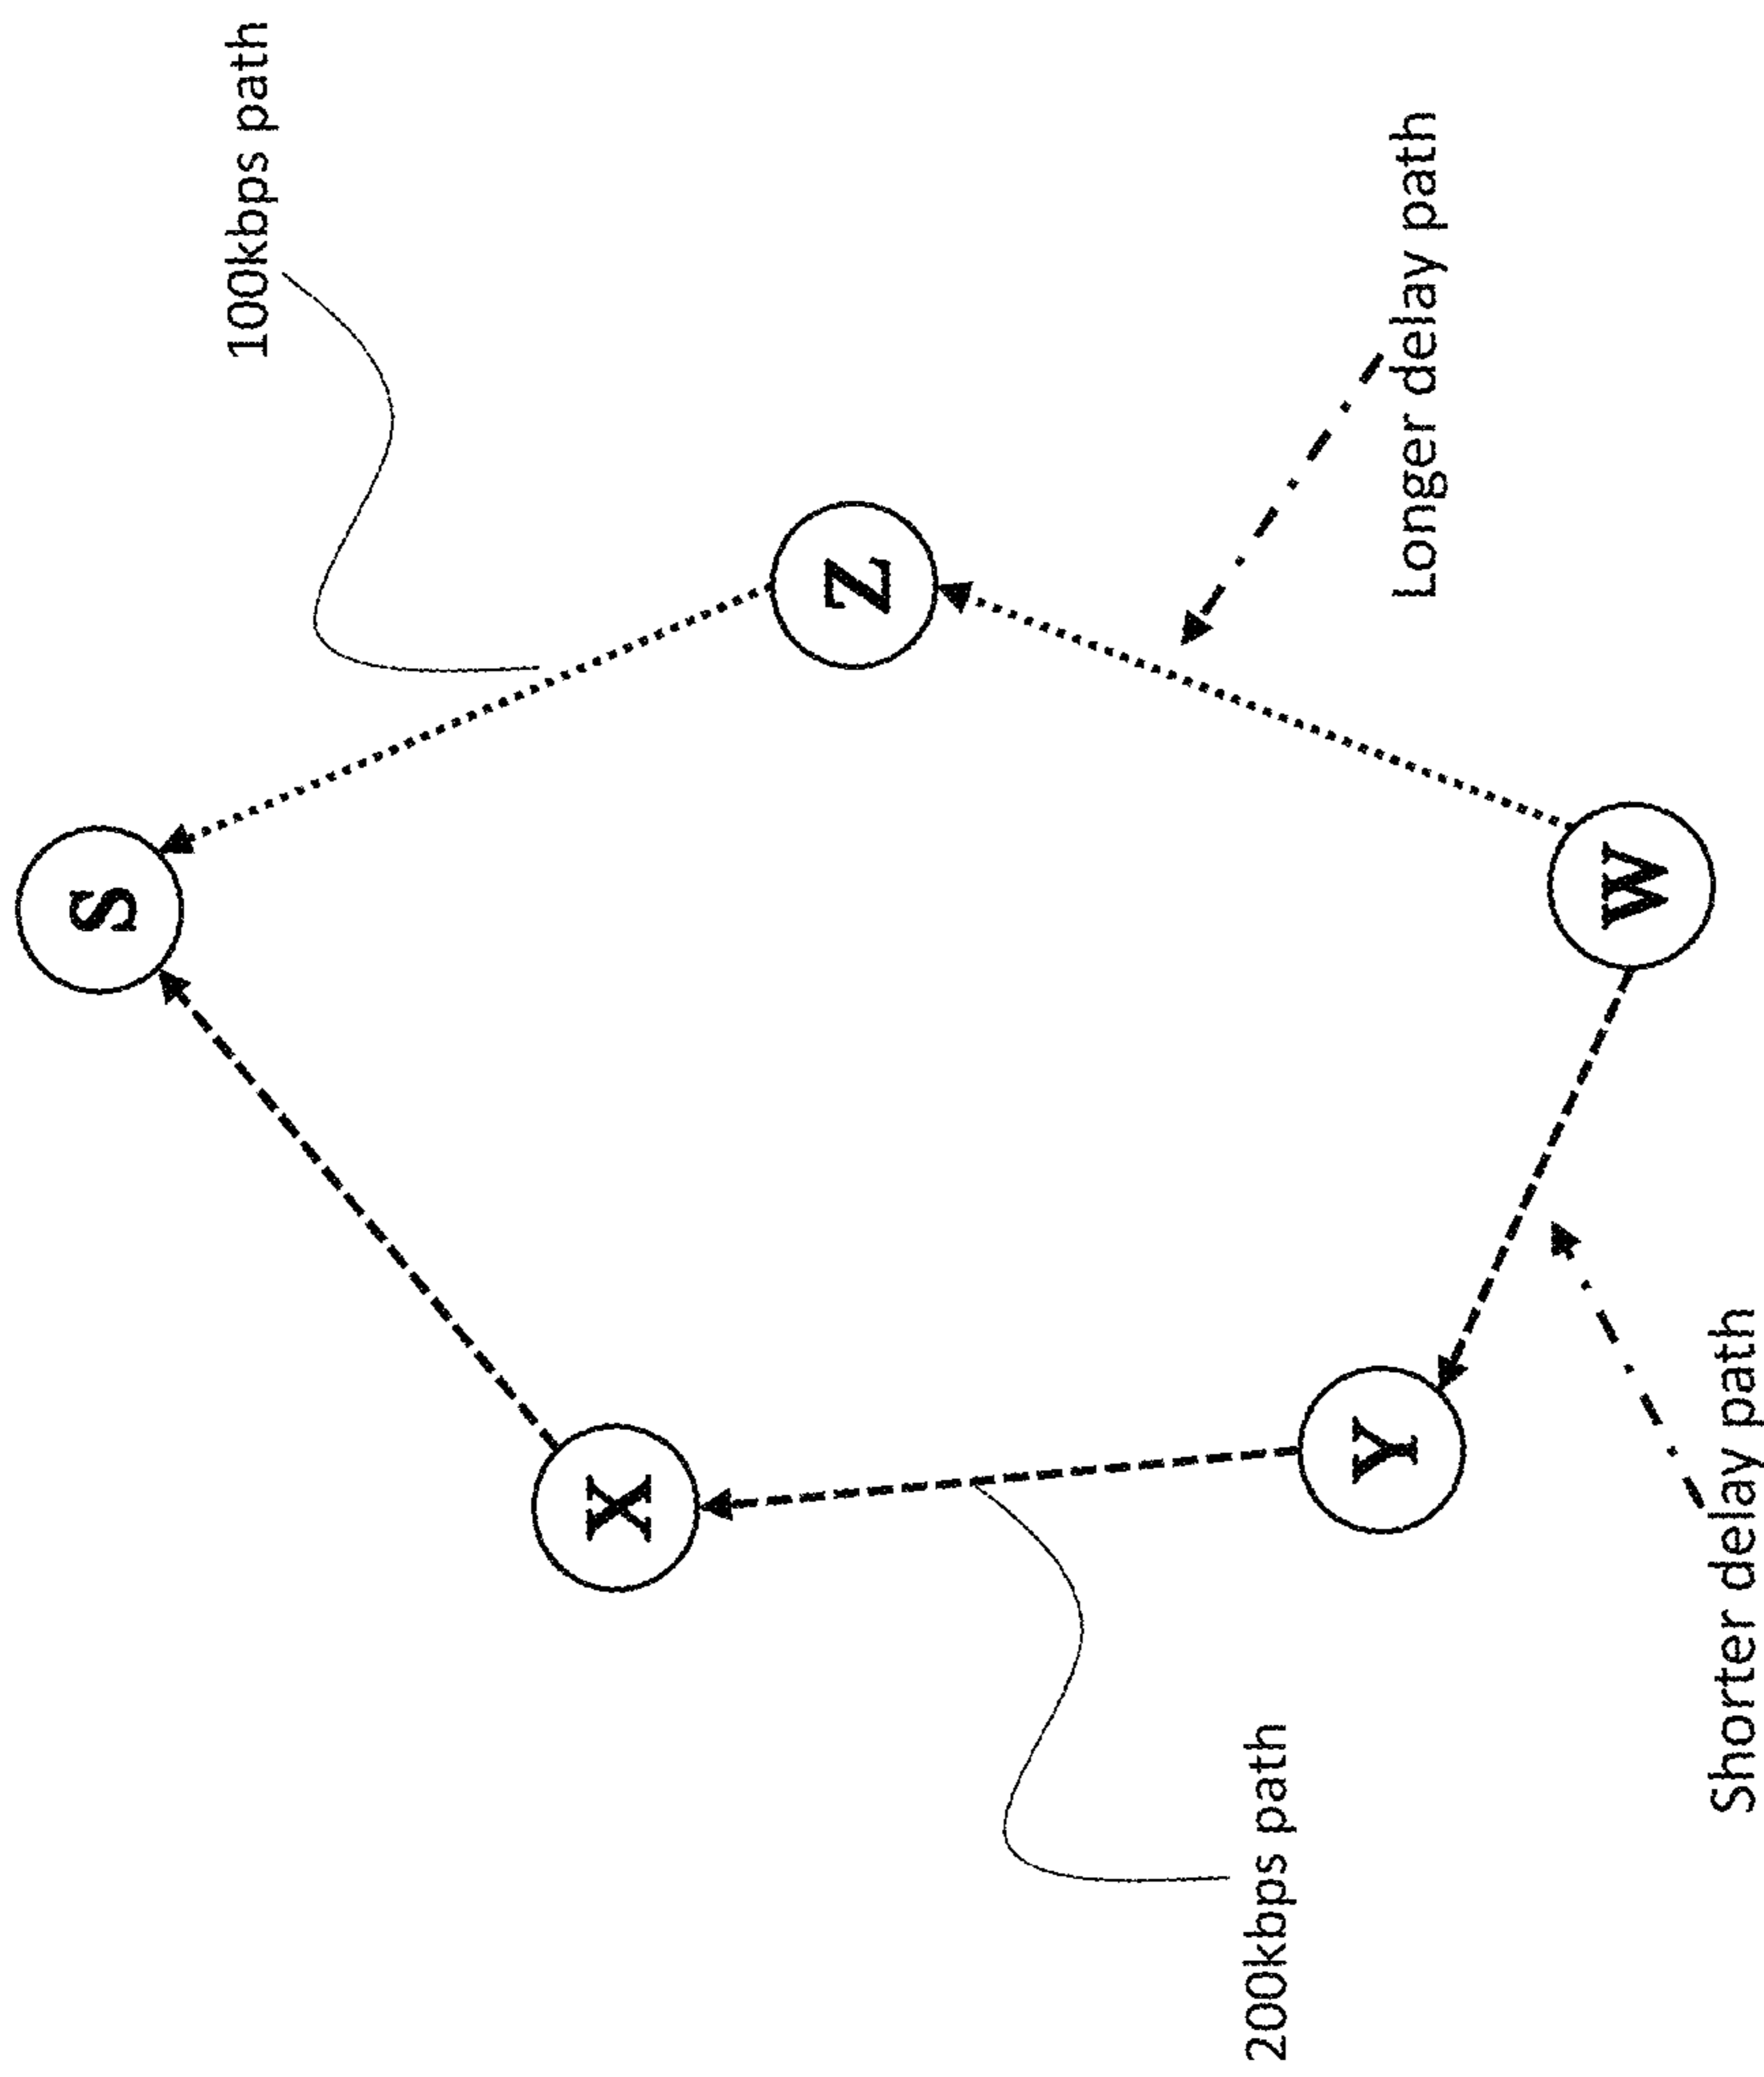 100kbps path
S
Z
Longer delay path
W
X
Y
200kbps path
Shorter delay path